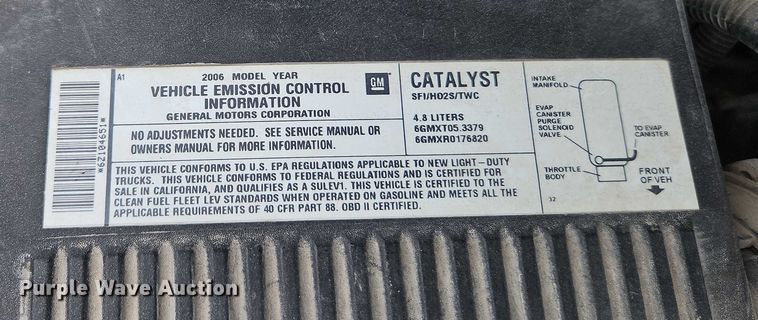 A1
2006 MODEL YEAR
VEHICLE EMISSION CONTROL
INFORMATION
GENERAL MOTORS CORPORATION
GM
NO ADJUSTMENTS NEEDED. SEE SERVICE MANUAL OR
OWNERS MANUAL FOR MORE INFORMATION.
CATALYST
SFI/HO2S/TWC
4.8 LITERS
6GMXT05.3379
6GMXR0176820
THIS VEHICLE CONFORMS TO U.S. EPA REGULATIONS APPLICABLE TO NEW LIGHT-DUTY
TRUCKS. THIS VEHICLE CONFORMS TO FEDERAL REGULATIONS AND IS CERTIFIED FOR
SALE IN CALIFORNIA, AND QUALIFIES AS A SULEV1. THIS VEHICLE IS CERTIFIED TO
CLEAN FUEL FLEET LEV STANDARDS WHEN OPERATED ON GASOLINE AND MEETS ALL THE
APPLICABLE REQUIREMENTS OF 40 CFR PART 88. OBD II CERTIFIED.
*62104651*
INTAKE
MANIFOLD
EVAP
CANISTER
PURGE
SOLENOID
VALVE
TO EVAP
CANISTER
THROTTLE
BODY
FRONT
OF VEH
32
Purple Wave Auction